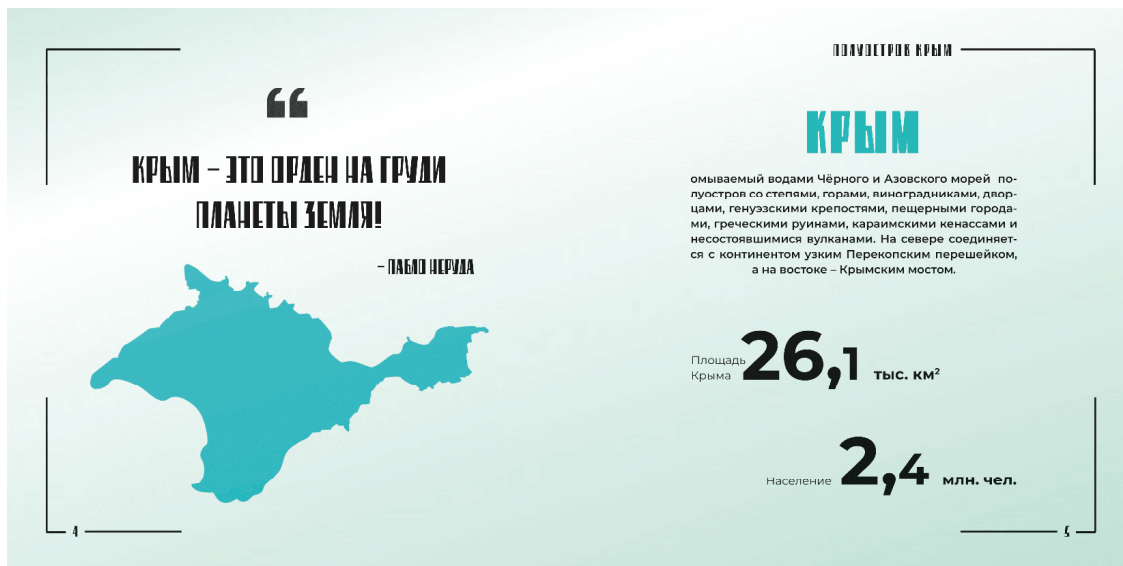 “
КРЫМ – ЭТО ОРДЕН НА ГРУДИ
ПЛАНЕТЫ ЗЕМЛЯ!
– ПАБЛО НЕРУДА
4
ПОЛУОСТРОВ КРЫМ
КРЫМ
омываемый водами Чёрного и Азовского морей по-
луостров со степями, горами, виноградниками, двор-
цами, генуэзскими крепостями, пещерными города-
ми, греческими руинами, караимскими кенассами и
несостоявшимися вулканами. На севере соединяет-
ся с континентом узким Перекопским перешейком,
а на востоке – Крымским мостом.
Площадь
Крыма
26,1 тыс. км²
Население 2,4 млн. чел.
5